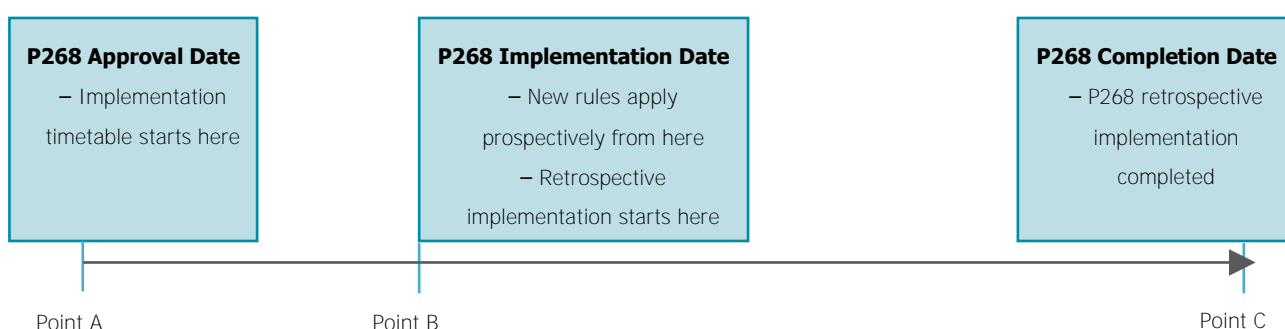 P268 Approval Date
– Implementation
timetable starts here
P268 Implementation Date
– New rules apply
prospectively from here
– Retrospective
implementation starts here
P268 Completion Date
– P268 retrospective
implementation
completed
Point A
Point B
Point C